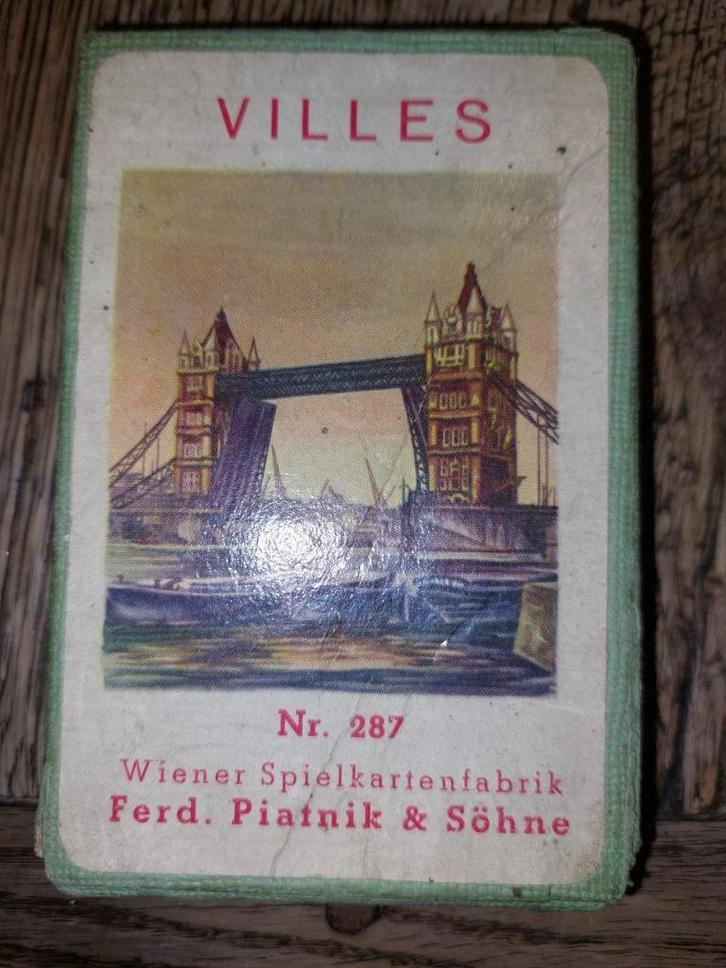 VILLES
Nr. 287
Wiener Spielkartenfabrik
Ferd. Piatnik & Söhne